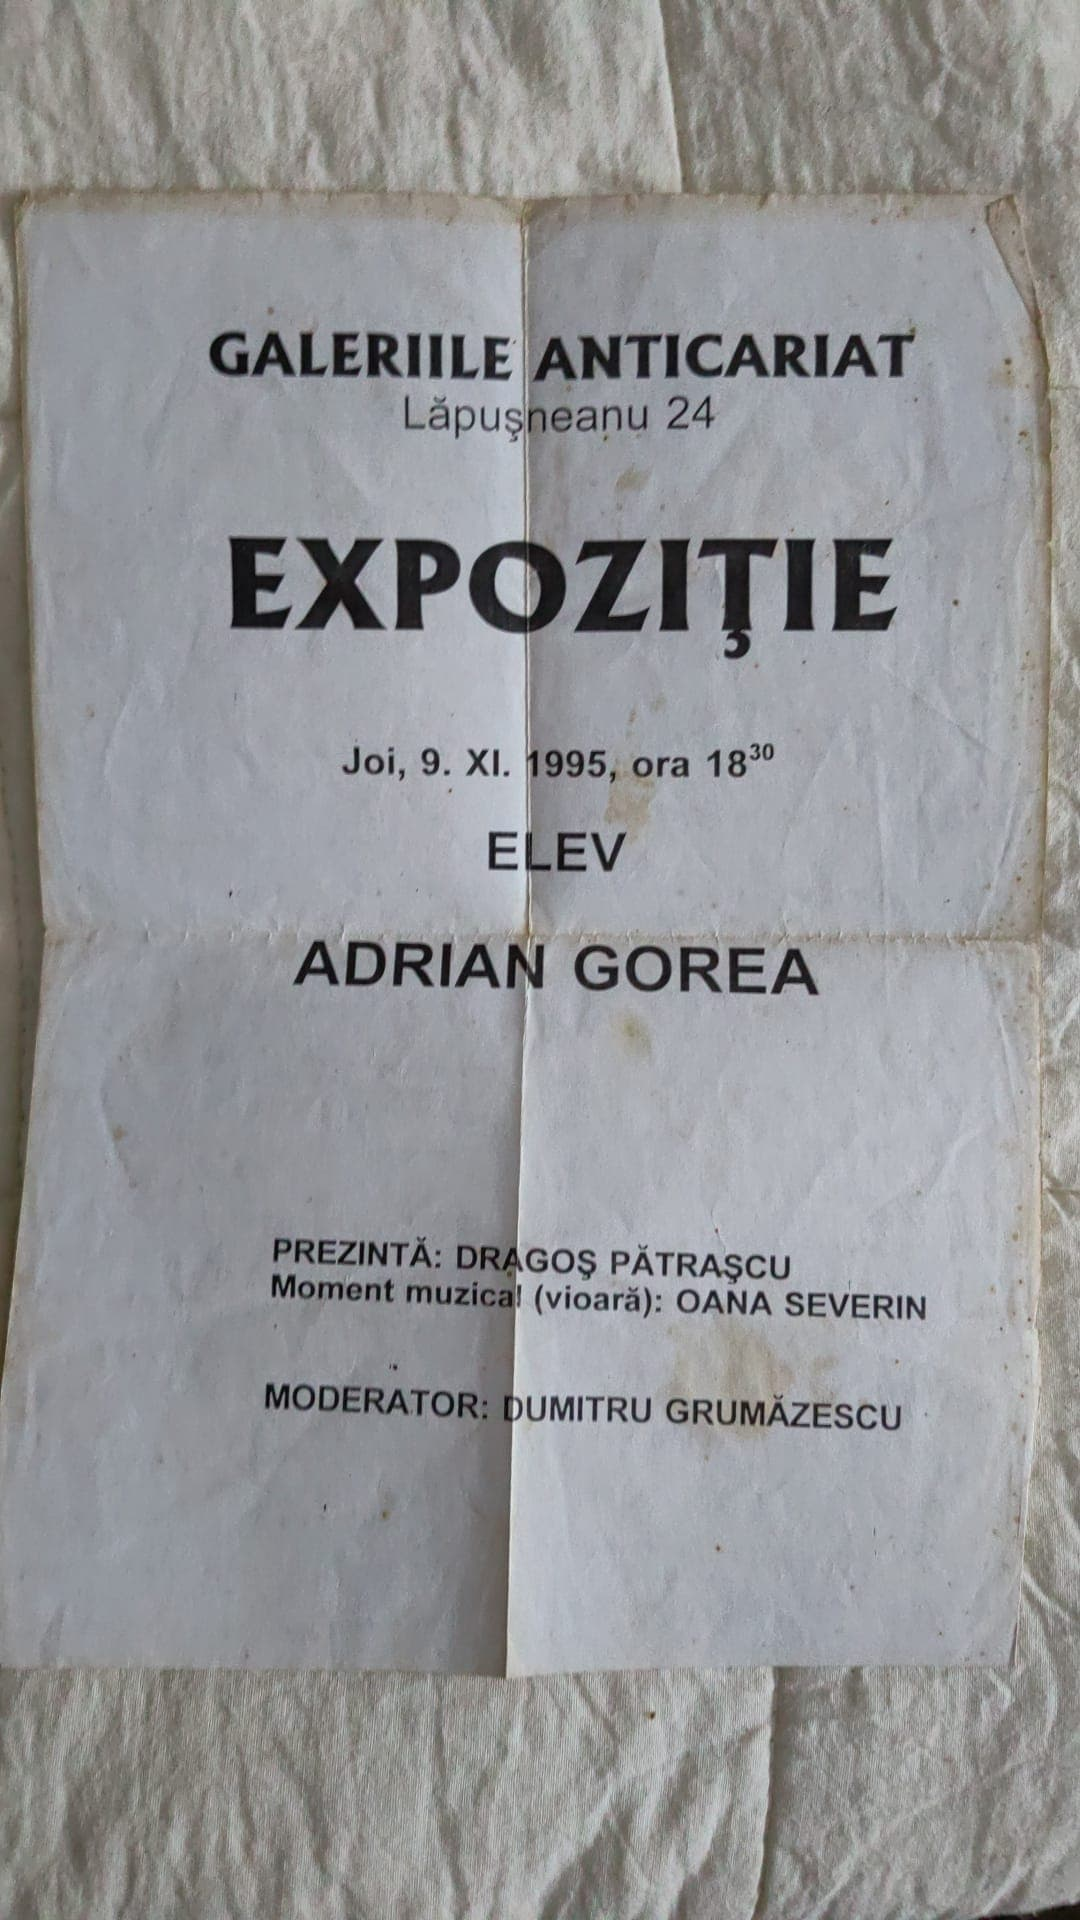 GALERIILE ANTICARIAT
Lăpuşneanu 24
EXPOZIŢIE
Joi, 9. XI. 1995, ora 18³⁰
ELEV
ADRIAN GOREA
PREZINTĂ: DRAGOŞ PĂTRAŞCU
Moment muzical (vioară): OANA SEVERIN
MODERATOR: DUMITRU GRUMĂZESCU